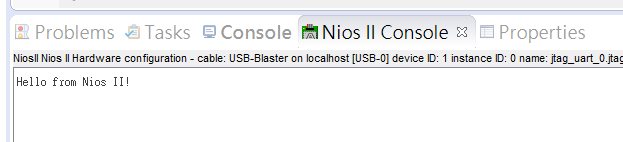 Problems Tasks Console Nios II Console Properties
NiosII Nios II Hardware configuration - cable: USB-Blaster on localhost [USB-0] device ID: 1 instance ID: 0 name: jtag_uart_0.jtag
Hello from Nios II!